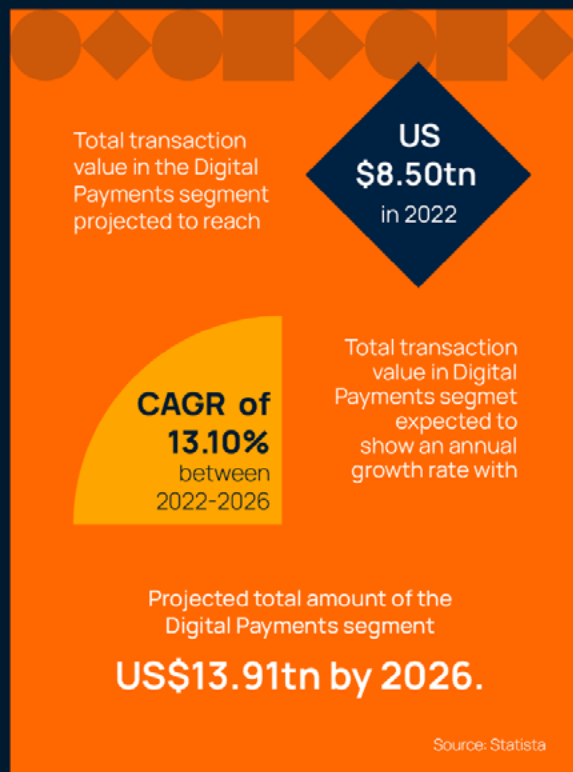 Total transaction
value in the Digital
Payments segment
projected to reach
US
$8.50tn
in 2022
CAGR of
13.10%
between
2022-2026
Total transaction
value in Digital
Payments segmet
expected to
show an annual
growth rate with
Projected total amount of the
Digital Payments segment
US$13.91tn by 2026.
Source: Statista